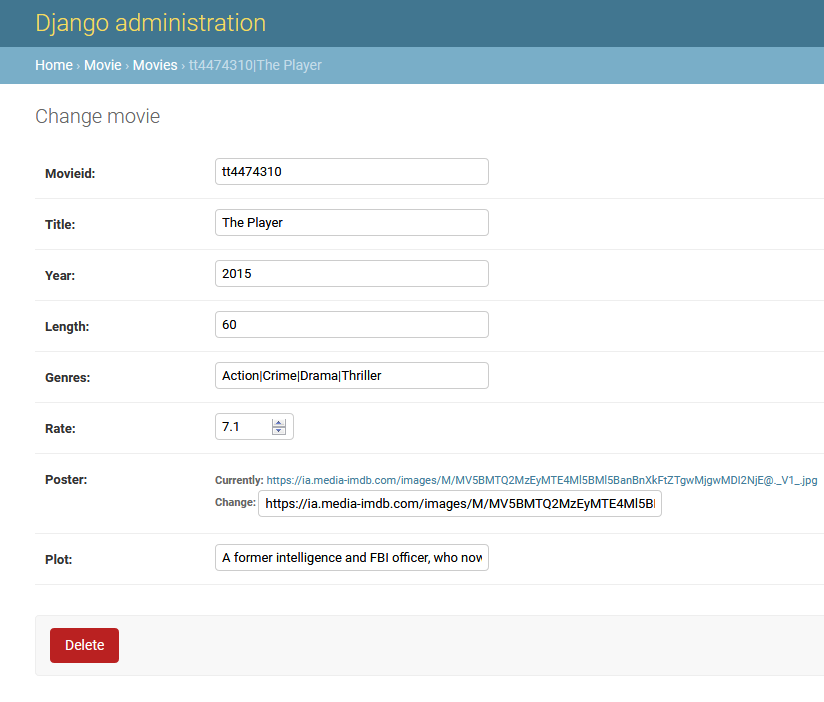 Django administration
Home › Movie › Movies › tt4474310|The Player
Change movie
Movieid: tt4474310
Title: The Player
Year: 2015
Length: 60
Genres: Action|Crime|Drama|Thriller
Rate: 7.1
Poster: Currently: https://ia.media-imdb.com/images/M/MV5BMTQ2MzEyMTE4Ml5BMl5BanBnXkFtZTgwMjgwMDI2NjE@._V1_.jpg
Change: https://ia.media-imdb.com/images/M/MV5BMTQ2MzEyMTE4Ml5Bl
Plot: A former intelligence and FBI officer, who now
Delete